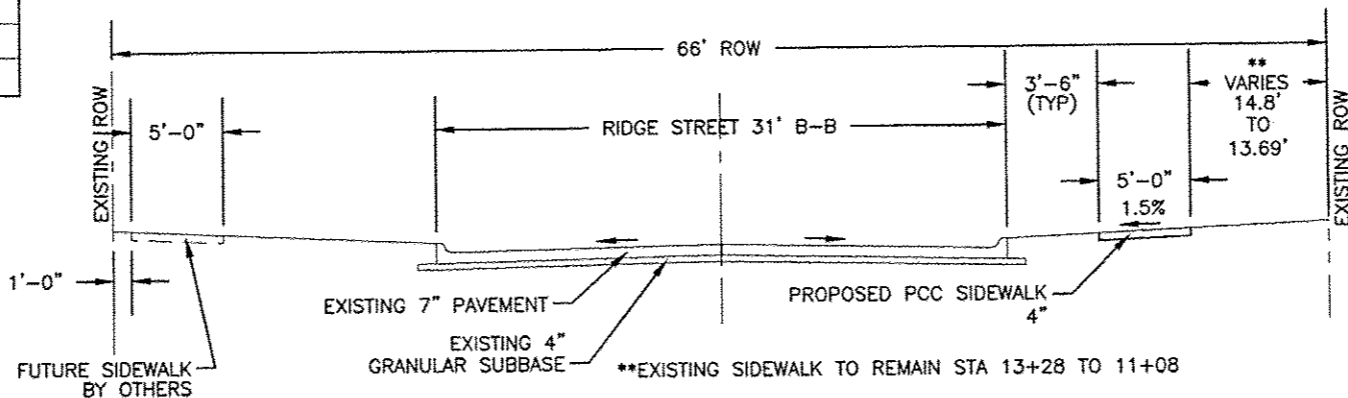 66' ROW
EXISTING ROW
5'-0"
RIDGE STREET 31' B-B
3'-6"
(TYP)
**
VARIES
14.8'
TO
13.69'
EXISTING ROW
5'-0"
1.5%
1'-0"
EXISTING 7" PAVEMENT
PROPOSED PCC SIDEWALK
4"
EXISTING 4"
GRANULAR SUBBASE
FUTURE SIDEWALK
BY OTHERS
**EXISTING SIDEWALK TO REMAIN STA 13+28 TO 11+08